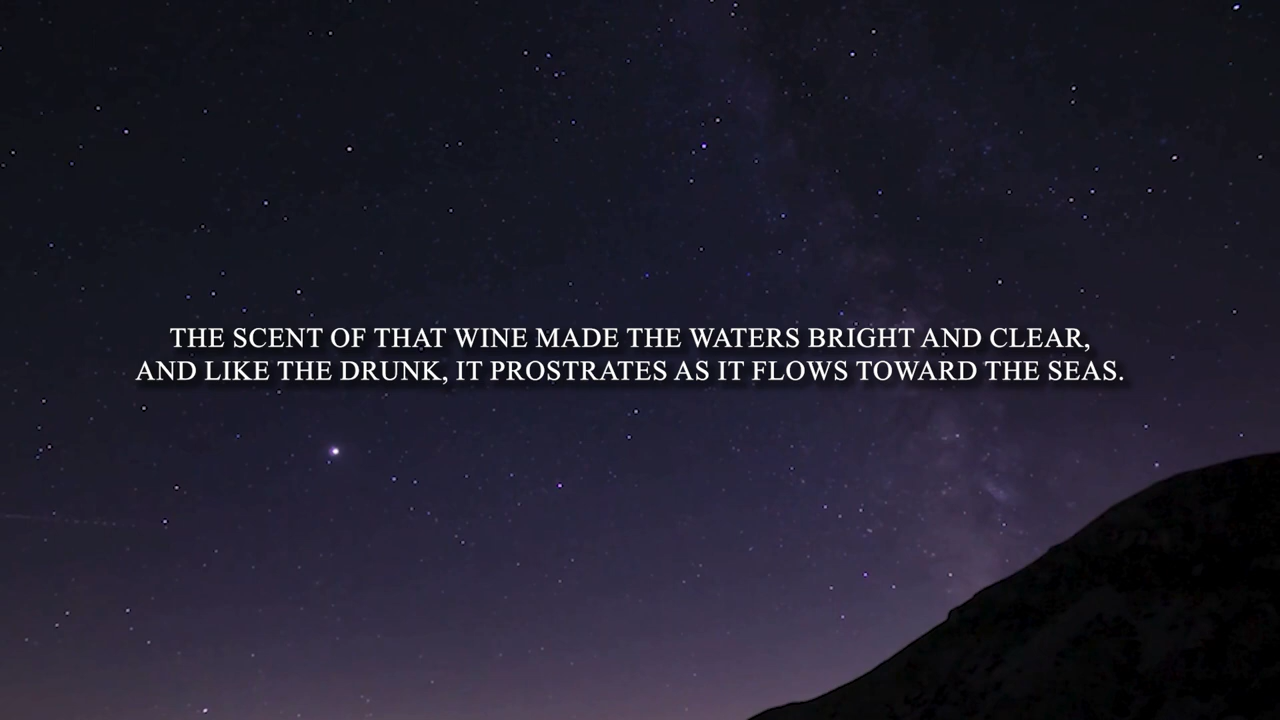 THE SCENT OF THAT WINE MADE THE WATERS BRIGHT AND CLEAR,
AND LIKE THE DRUNK, IT PROSTRATES AS IT FLOWS TOWARD THE SEAS.